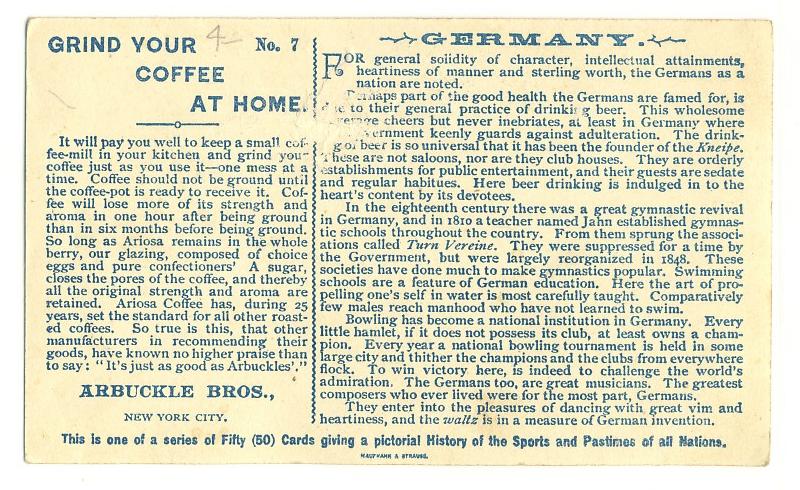 GRIND YOUR
COFFEE
AT HOME.
4-
No. 7
It will pay you well to keep a small cof-
fee-mill in your kitchen and grind your
coffee just as you use it—one mess at a
time. Coffee should not be ground until
the coffee-pot is ready to receive it. Cof-
fee will lose more of its strength and
aroma in one hour after being ground
than in six months before being ground.
So long as Ariosa remains in the whole
berry, our glazing, composed of choice
eggs and pure confectioners' A sugar,
closes the pores of the coffee, and thereby
all the original strength and aroma are
retained. Ariosa Coffee has, during 25
years, set the standard for all other roast-
ed coffees. So true is this, that other
manufacturers in recommending their
goods, have known no higher praise than
to say: "It's just as good as Arbuckles'."
ARBUCKLE BROS.,
NEW YORK CITY.
GERMANY.
FOR general solidity of character, intellectual attainments,
heartiness of manner and sterling worth, the Germans as a
nation are noted.
Perhaps part of the good health the Germans are famed for, is
due to their general practice of drinking beer. This wholesome
cheers but never inebriates, at least in Germany where
keenly guards against adulteration. The drink-
beer is so universal that it has been the founder of the Kneipe.
These are not saloons, nor are they club houses. They are orderly
establishments for public entertainment, and their guests are sedate
and regular habitues. Here beer drinking is indulged in to the
heart's content by its devotees.
In the eighteenth century there was a great gymnastic revival
in Germany, and in 1810 a teacher named Jahn established gymnas-
tic schools throughout the country. From them sprung the associ-
ations called Turn Vereine. They were suppressed for a time by
the Government, but were largely reorganized in 1848. These
societies have done much to make gymnastics popular. Swimming
schools are a feature of German education. Here the art of pro-
pelling one's self in water is most carefully taught. Comparatively
few males reach manhood who have not learned to swim.
Bowling has become a national institution in Germany. Every
little hamlet, if it does not possess its club, at least owns a cham-
pion. Every year a national bowling tournament is held in some
large city and thither the champions and the clubs from everywhere
flock. To win victory here, is indeed to challenge the world's
admiration. The Germans too, are great musicians. The greatest
composers who ever lived were for the most part, Germans.
They enter into the pleasures of dancing with great vim and
heartiness, and the waltz is in a measure of German invention.
This is one of a series of Fifty (50) Cards giving a pictorial History of the Sports and Pastimes of all Nations.
KAUFMANN & STRAUSS.